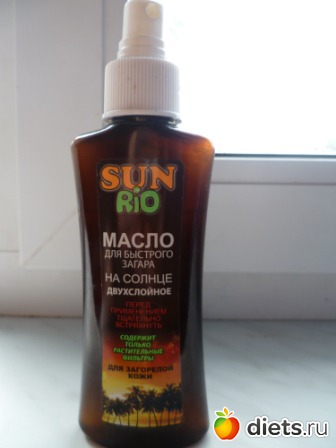 SUN
RiO
МАСЛО
ДЛЯ БЫСТРОГО
ЗАГАРА
НА СОЛНЦЕ
ДВУХСЛОЙНОЕ
ПЕРЕД
ПРИМЕНЕНИЕМ
ТЩАТЕЛЬНО
ВСТРЯХНУТЬ
СОДЕРЖИТ
ТОЛЬКО
РАСТИТЕЛЬНЫЕ
ФИЛЬТРЫ
ДЛЯ ЗАГОРЕЛОЙ
КОЖИ
diets.ru